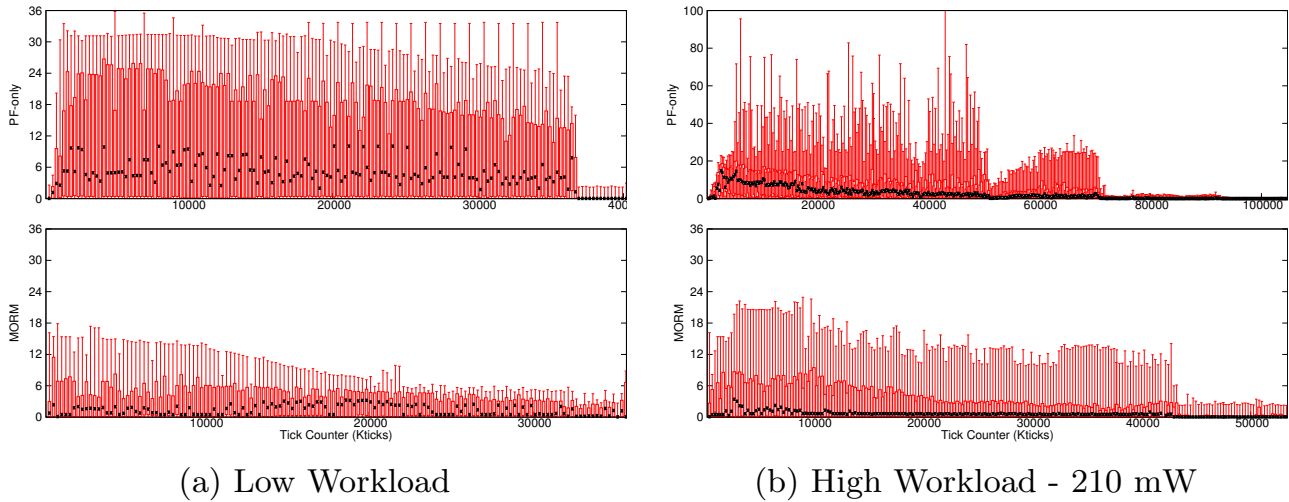 36
30
24
18
12
6
0
PF-only
10000 20000 30000 400
100
80
60
40
20
0
PF-only
20000 40000 60000 80000 100000
36
30
24
18
12
6
0
MORM
10000 20000 30000
Tick Counter (Kticks)
36
30
24
18
12
6
0
MORM
10000 20000 30000 40000 50000
Tick Counter (Kticks)
(a) Low Workload
(b) High Workload - 210 mW